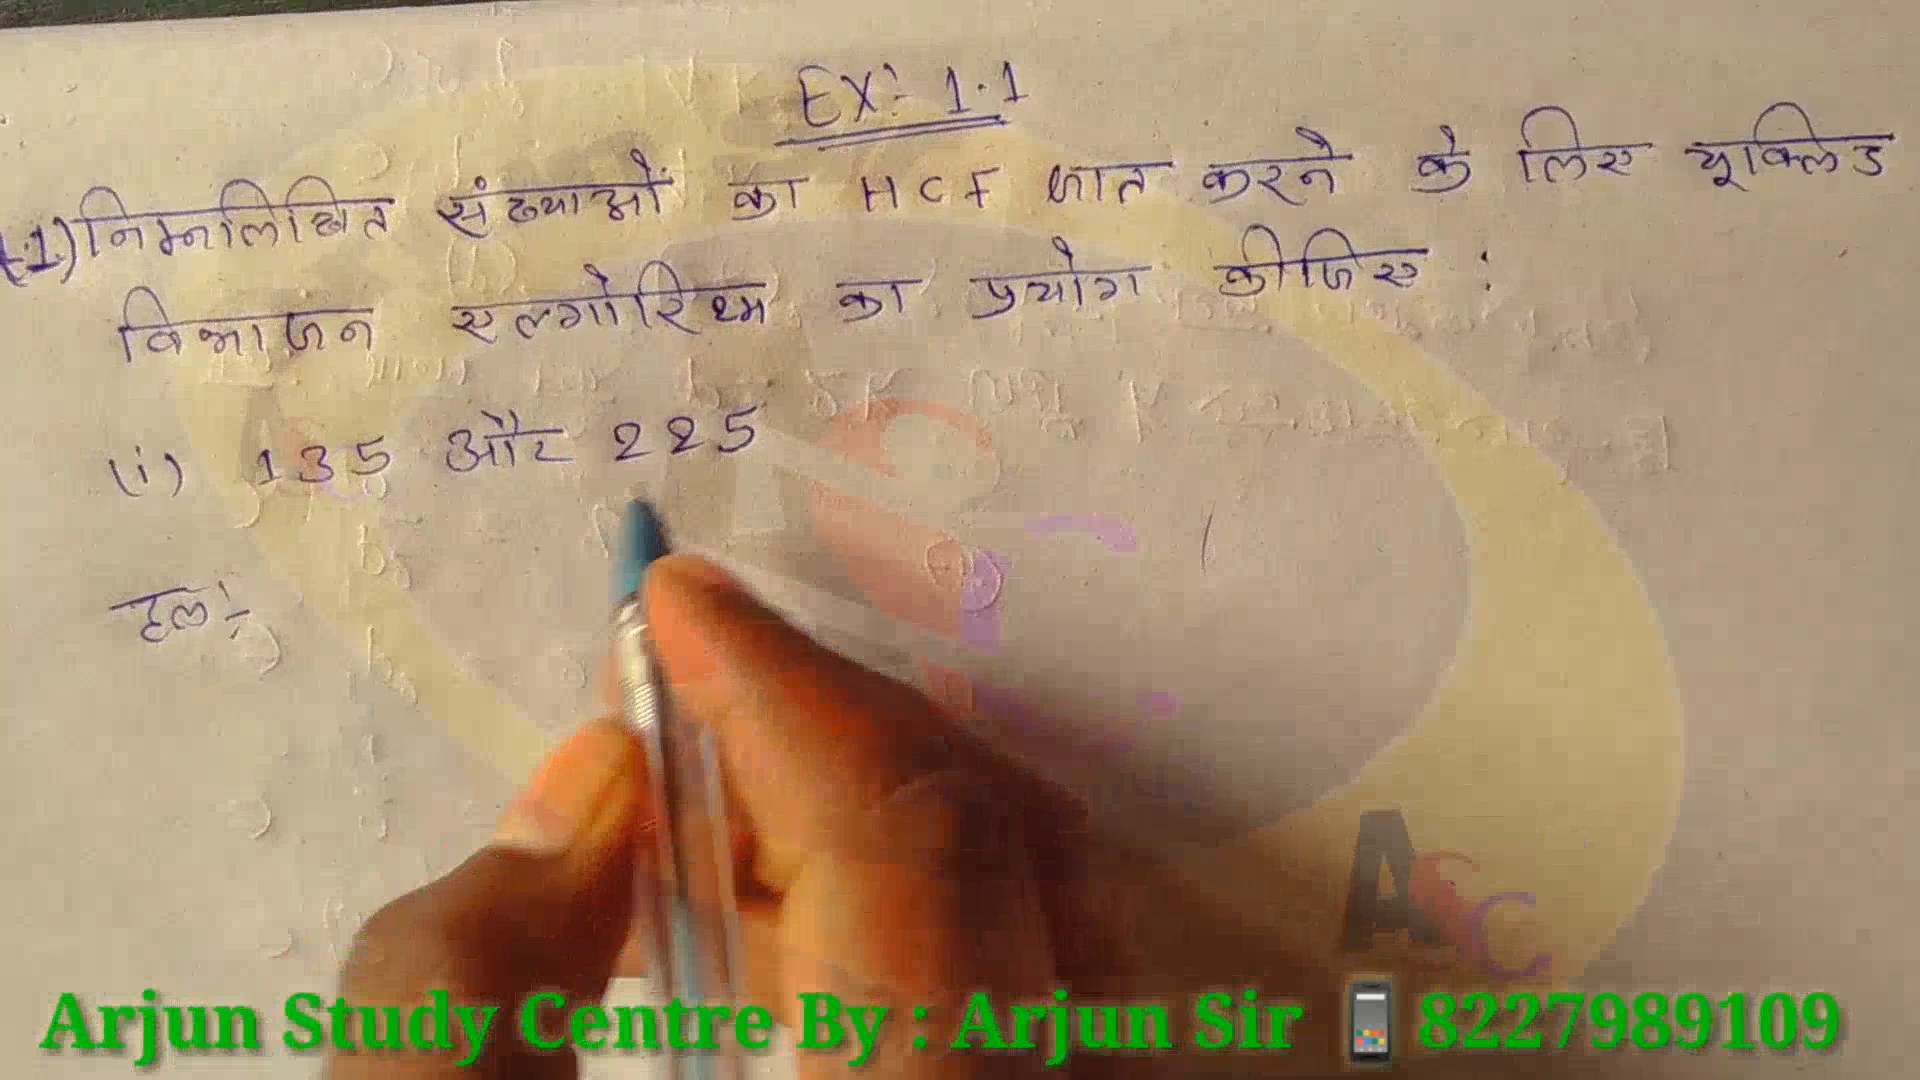 Ex:- 1.1
(1) निम्नलिखित संख्याओं का HCF ज्ञात करने के लिए यूक्लिड
विभाजन एल्गोरिथ्म का प्रयोग कीजिए :
(i) 135 और 225
हल:-
A C C
Arjun Study Centre By : Arjun Sir 📱 8227989109